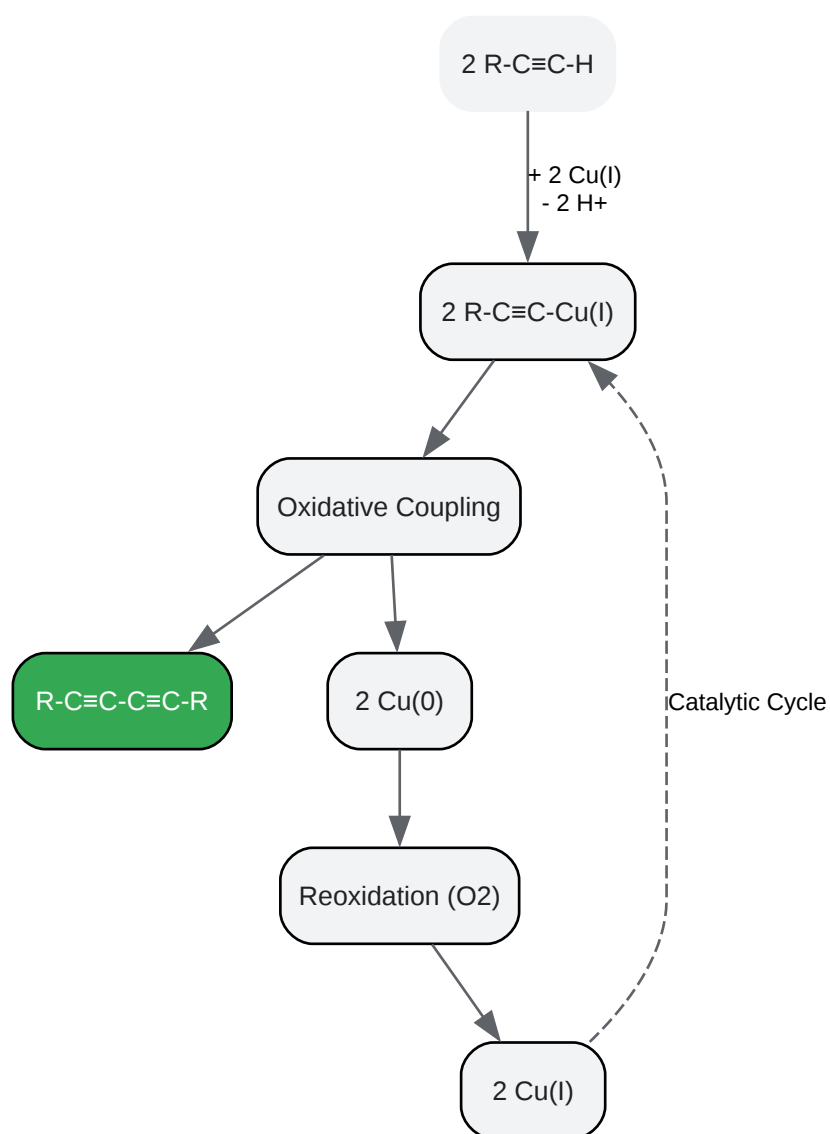 2 R-C≡C-H
+ 2 Cu(I)
- 2 H+
2 R-C≡C-Cu(I)
Oxidative Coupling
R-C≡C-C≡C-R
2 Cu(0)
Catalytic Cycle
Reoxidation (O2)
2 Cu(I)